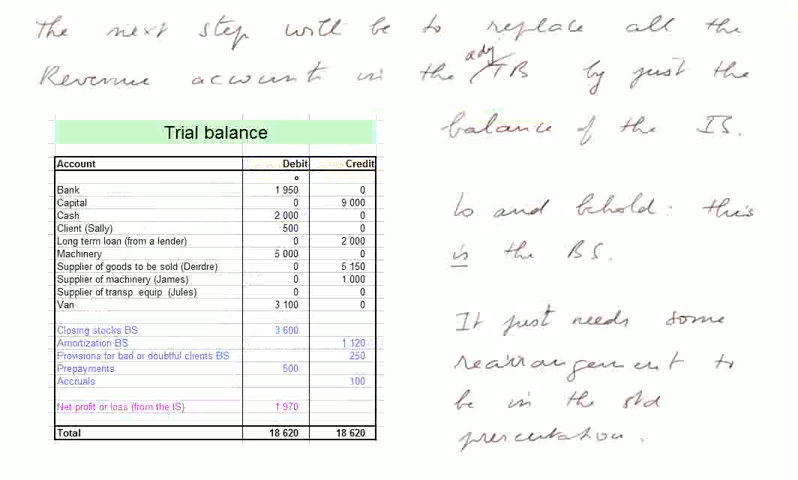 The next step will be to replace all the
Revenue accounts in the adj TB by just the
balance of the IS.
Lo and behold: this
is the BS.
It just needs some
rearrangement to
be in the std
presentation.
Trial balance
Account Debit Credit
0
Bank 1 950 0
Capital 0 9 000
Cash 2 000 0
Client (Sally) 500 0
Long term loan (from a lender) 0 2 000
Machinery 5 000 0
Supplier of goods to be sold (Deirdre) 0 5 150
Supplier of machinery (James) 0 1 000
Supplier of transp equip (Jules) 0 0
Van 3 100 0
Closing stocks BS 3 600
Amortization BS 1 120
Provisions for bad or doubtful clients BS 250
Prepayments 500
Accruals 100
Net profit or loss (from the IS) 1 970
Total 18 620 18 620